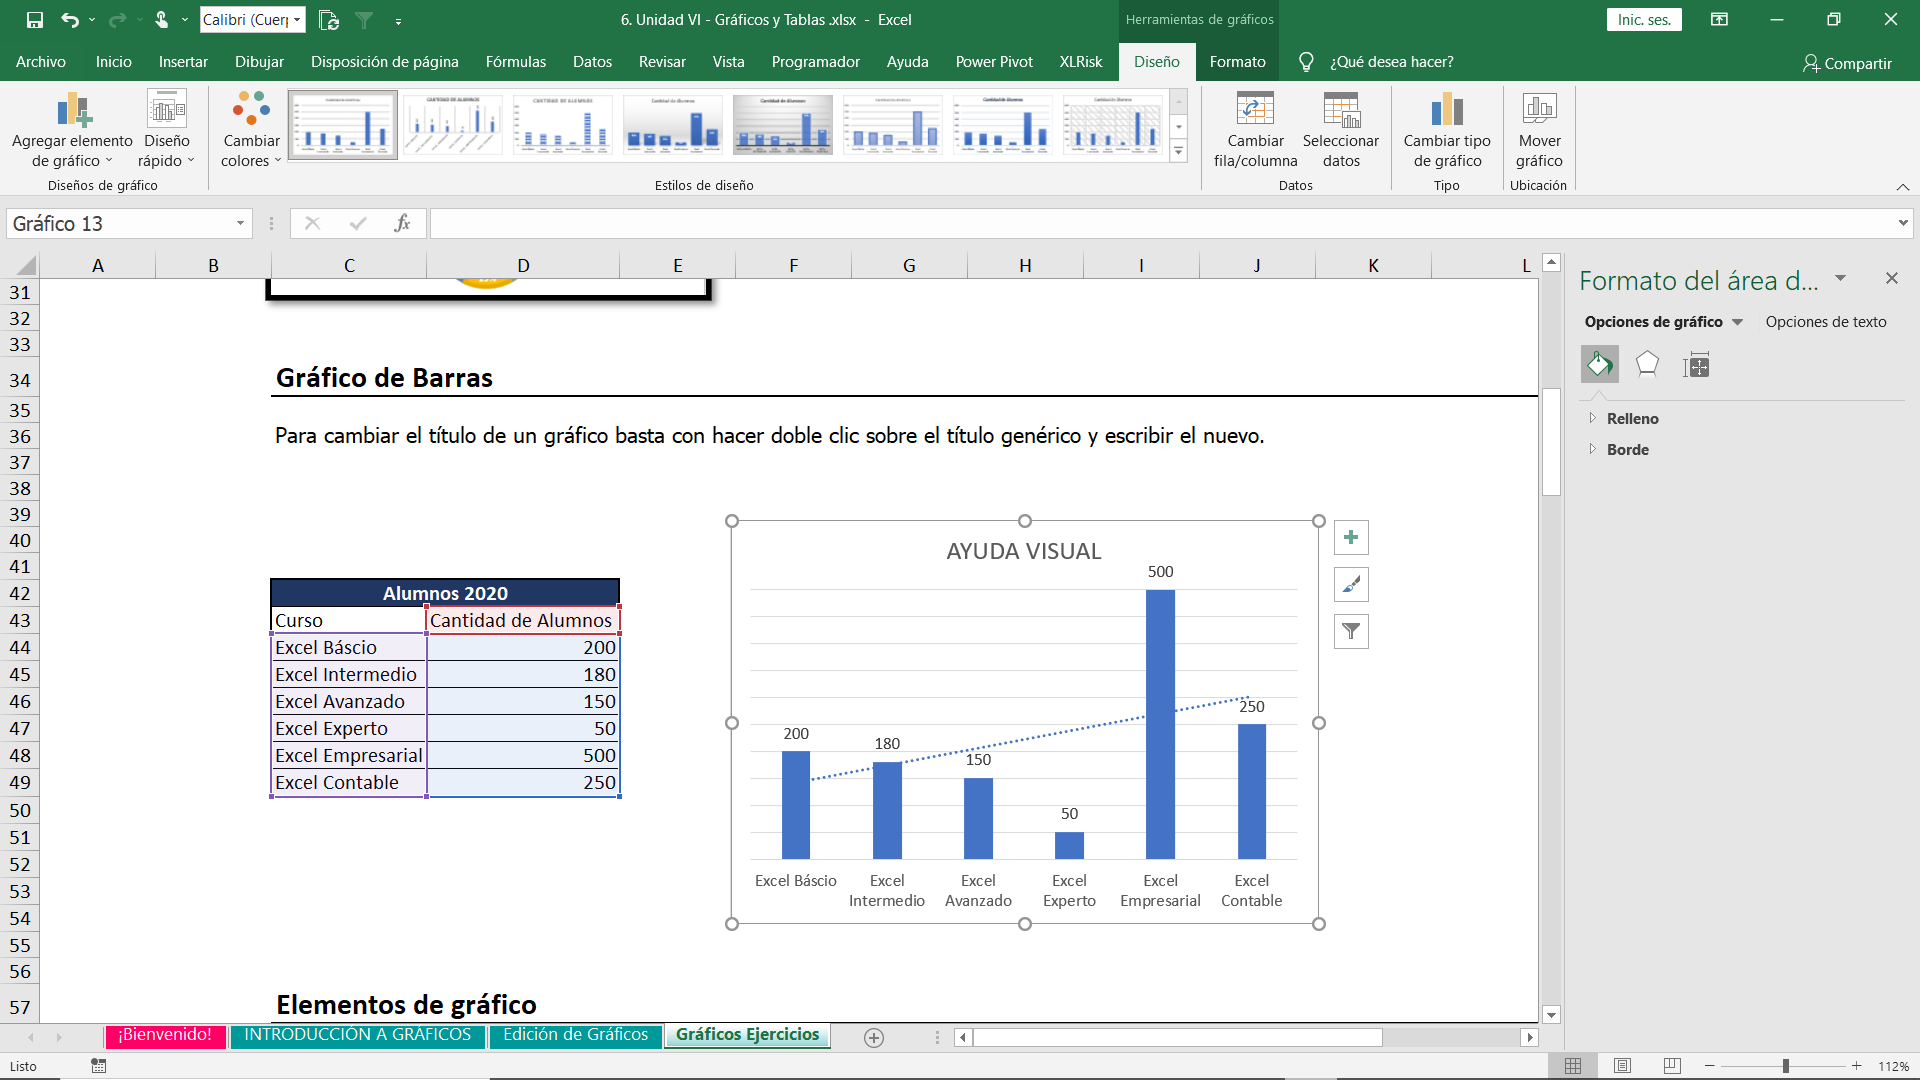 Calibri (Cuerp
6. Unidad VI - Gráficos y Tablas .xlsx - Excel
Herramientas de gráficos
Inic. ses.
Archivo Inicio Insertar Dibujar Disposición de página Fórmulas Datos Revisar Vista Programador Ayuda Power Pivot XLRisk Diseño Formato ¿Qué desea hacer? Compartir
Agregar elemento de gráfico
Diseño rápido
Cambiar colores
Cambiar fila/columna
Seleccionar datos
Cambiar tipo de gráfico
Mover gráfico
Diseños de gráfico Estilos de diseño Datos Tipo Ubicación
Gráfico 13
fx
A B C D E F G H I J K L
31
32
33
34 Gráfico de Barras
35
36 Para cambiar el título de un gráfico basta con hacer doble clic sobre el título genérico y escribir el nuevo.
37
38
39
40
41
42 Alumnos 2020
43 Curso Cantidad de Alumnos
44 Excel Báscio 200
45 Excel Intermedio 180
46 Excel Avanzado 150
47 Excel Experto 50
48 Excel Empresarial 500
49 Excel Contable 250
50
51
52
53
54
55
56
57 Elementos de gráfico
AYUDA VISUAL
200
180
150
50
500
250
Excel Báscio
Excel Intermedio
Excel Avanzado
Excel Experto
Excel Empresarial
Excel Contable
Formato del área d...
Opciones de gráfico Opciones de texto
Relleno
Borde
¡Bienvenido! INTRODUCCIÓN A GRÁFICOS Edición de Gráficos Gráficos Ejercicios
Listo
112%